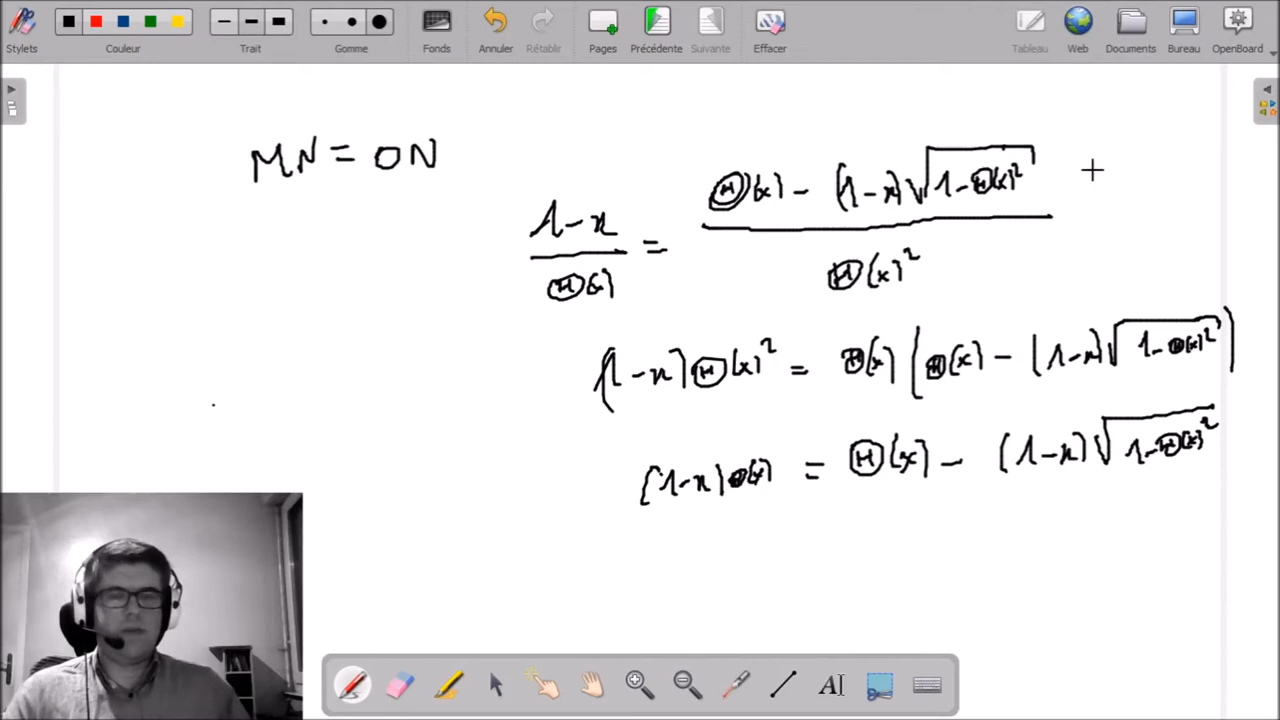 Stylets Couleur Trait Gomme Fonds Annuler Rétablir Pages Précédente Suivante Effacer Tableau Web Documents Bureau OpenBoard
MN = ON
(1-x)/Θ(x) = (Θ(x) - (1-x)√(1-Θ(x)²))/Θ(x)²
(1-x)Θ(x)² = Θ(x)(Θ(x) - (1-x)√(1-Θ(x)²))
(1-x)Θ(x) = Θ(x) - (1-x)√(1-Θ(x)²)
AI